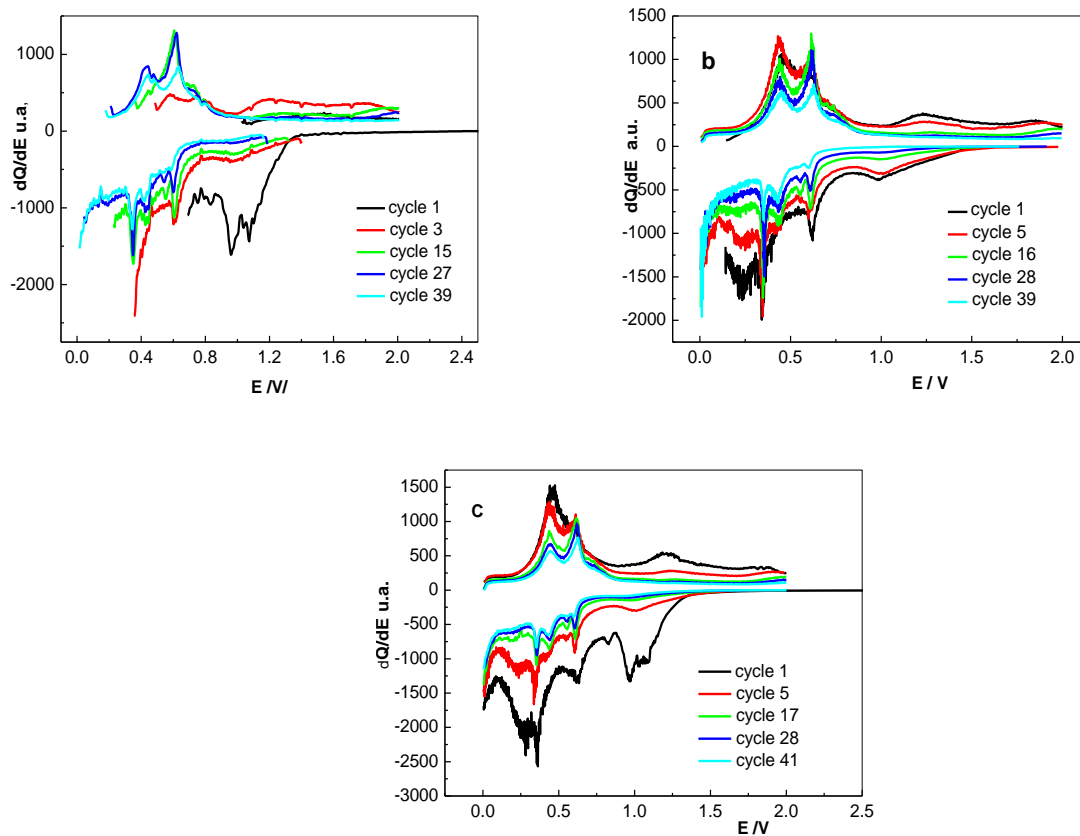 dQ/dE u.a.
1000
0
-1000
-2000
0.0 0.4 0.8 1.2 1.6 2.0 2.4
E /V/
cycle 1
cycle 3
cycle 15
cycle 27
cycle 39
b
dQ/dE a.u.
1500
1000
500
0
-500
-1000
-1500
-2000
0.0 0.5 1.0 1.5 2.0
E / V
cycle 1
cycle 5
cycle 16
cycle 28
cycle 39
C
dQ/dE u.a.
1500
1000
500
0
-500
-1000
-1500
-2000
-2500
-3000
0.0 0.5 1.0 1.5 2.0 2.5
E /V
cycle 1
cycle 5
cycle 17
cycle 28
cycle 41